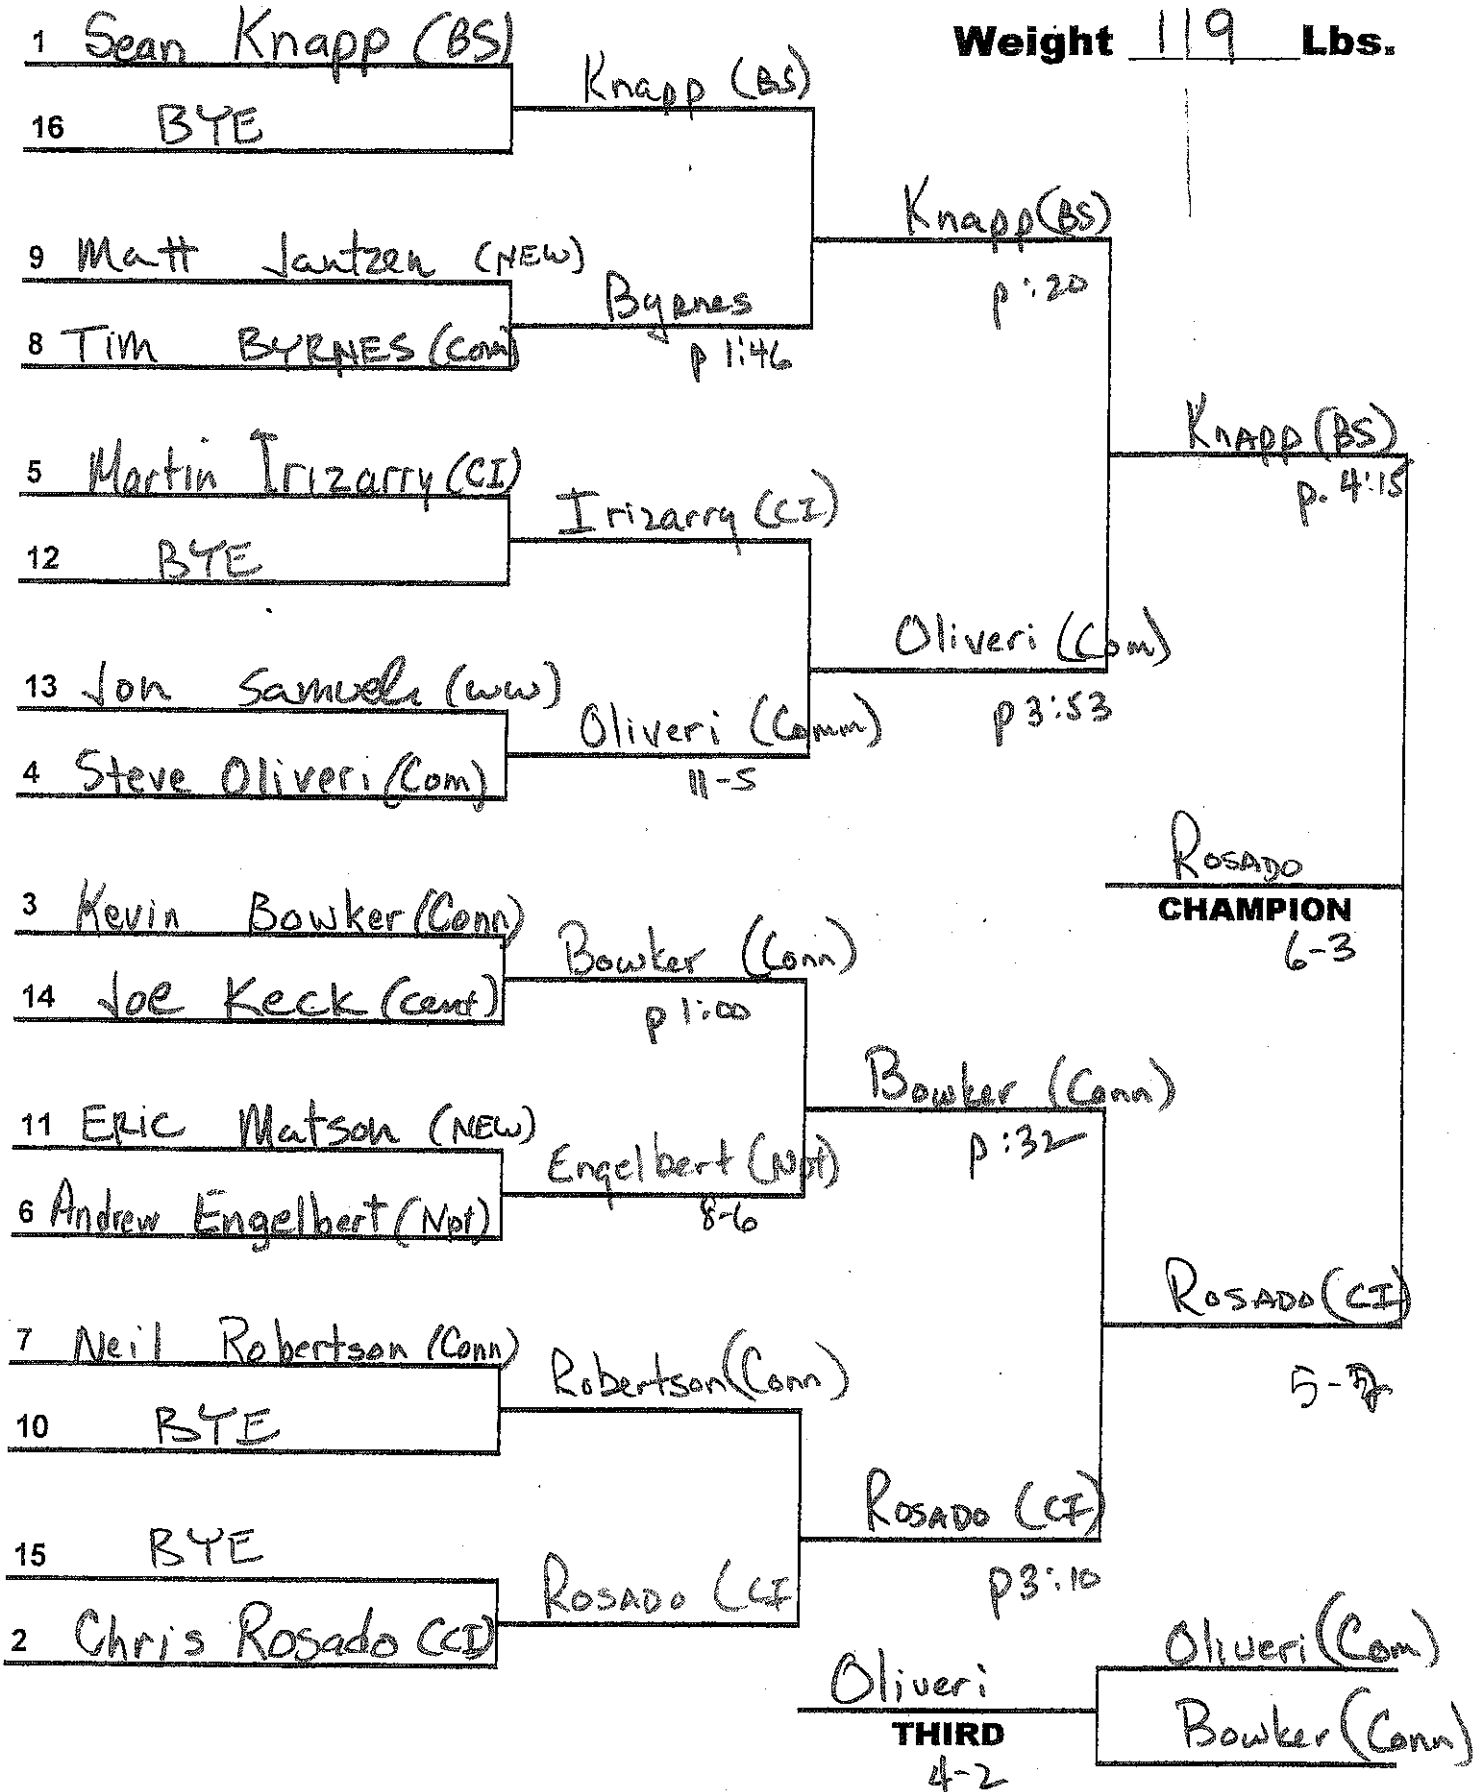 Weight 119 Lbs.
1 Sean Knapp (BS)
16 BYE
Knapp (BS)
9 Matt Jantzen (NEW)
8 Tim BYRNES (Com)
Byrnes
p 1:46
Knapp (BS)
p :20
5 Martin Irizarry (CI)
12 BYE
Irizarry (CI)
13 Jon Samuels (WW)
4 Steve Oliveri (Com)
Oliveri (Comm)
11-5
Oliveri (Com)
p 3:53
Knapp (BS)
p. 4:15
3 Kevin Bowker (Conn)
14 Joe Keck (Cent)
Bowker (Conn)
p 1:00
11 Eric Matson (NEW)
6 Andrew Engelbert (Npt)
Engelbert (Npt)
8-6
Bowker (Conn)
p :32
7 Neil Robertson (Conn)
10 BYE
Robertson (Conn)
15 BYE
2 Chris Rosado (CI)
Rosado (CI
Rosado (CI)
p 3:10
Rosado (CI)
5-
Rosado
CHAMPION
6-3
Oliveri (Com)
Bowker (Conn)
Oliveri
THIRD
4-2